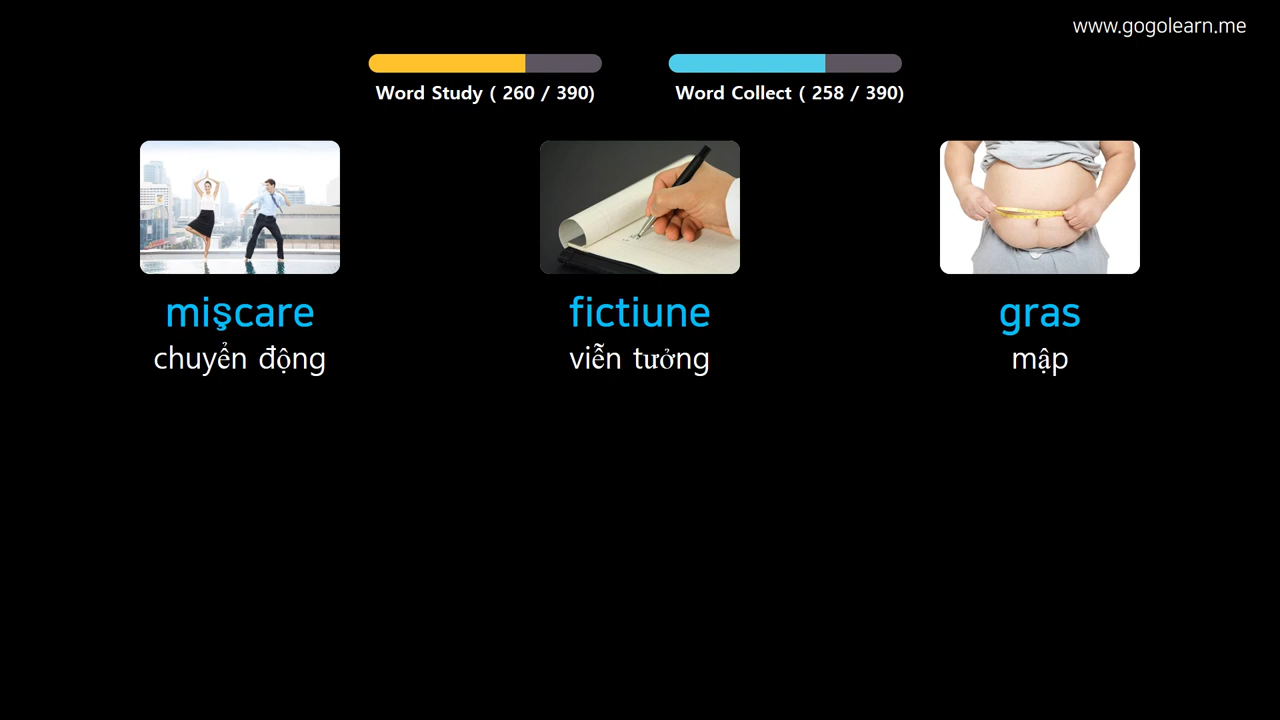 www.gogolearn.me
Word Study ( 260 / 390)
Word Collect ( 258 / 390)
mişcare
fictiune
gras
chuyển động
viễn tưởng
mập